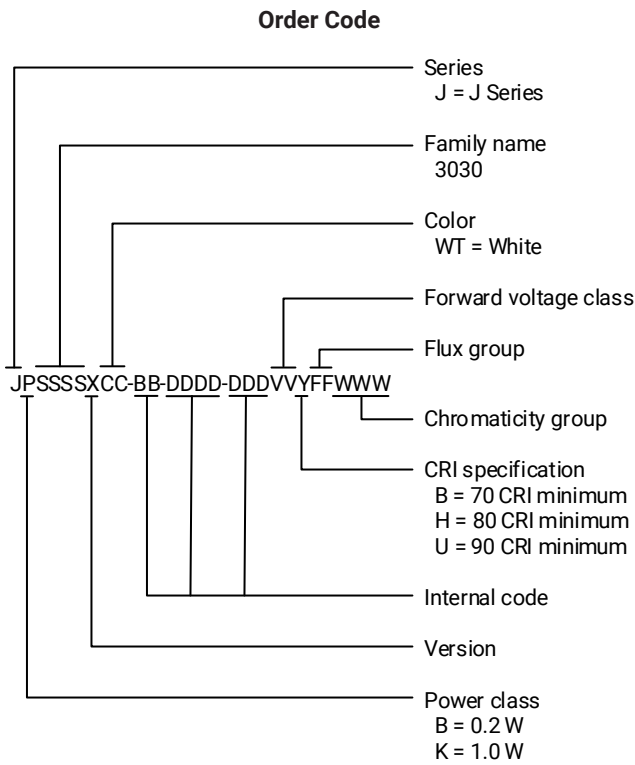 Order Code
Series
J = J Series
Family name
3030
Color
WT = White
Forward voltage class
Flux group
JPSSSSXCC-BB-DDDD-DDDVVYFFWWW
Chromaticity group
CRI specification
B = 70 CRI minimum
H = 80 CRI minimum
U = 90 CRI minimum
Internal code
Version
Power class
B = 0.2 W
K = 1.0 W